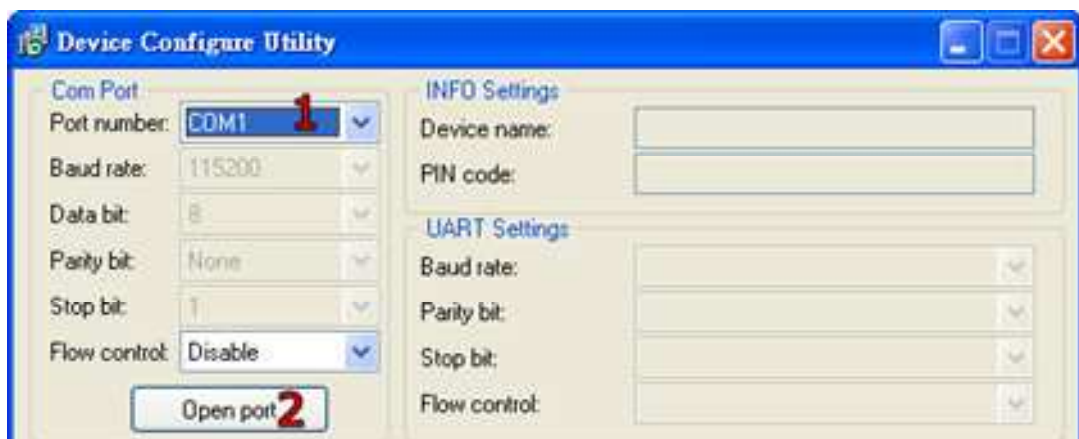 Device Configure Utility
Com Port
Port number: COM1 1
Baud rate: 115200
Data bit: 8
Parity bit: None
Stop bit: 1
Flow control: Disable
Open port 2
INFO Settings
Device name:
PIN code:
UART Settings
Baud rate:
Parity bit:
Stop bit:
Flow control: